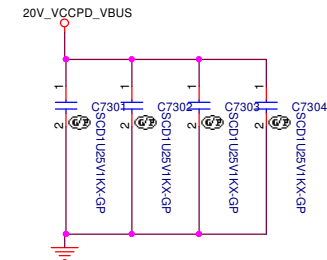 20V_VCCPD_VBUS
1 1 1 1
C7301 C7302 C7303 C7304
2 2 2 2
G/P G/P G/P G/P
SCD1U25V1KX-GP
SCD1U25V1KX-GP
SCD1U25V1KX-GP
SCD1U25V1KX-GP